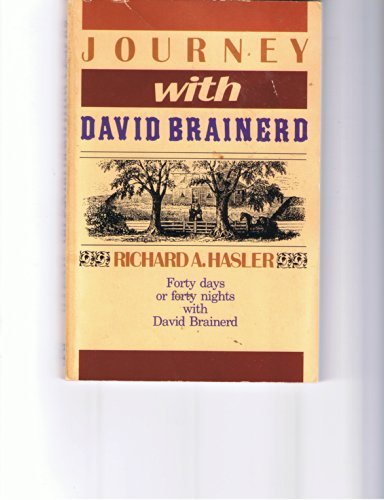 JOURNEY
with
DAVID BRAINERD
RICHARD A. HASLER
Forty days
or forty nights
with
David Brainerd